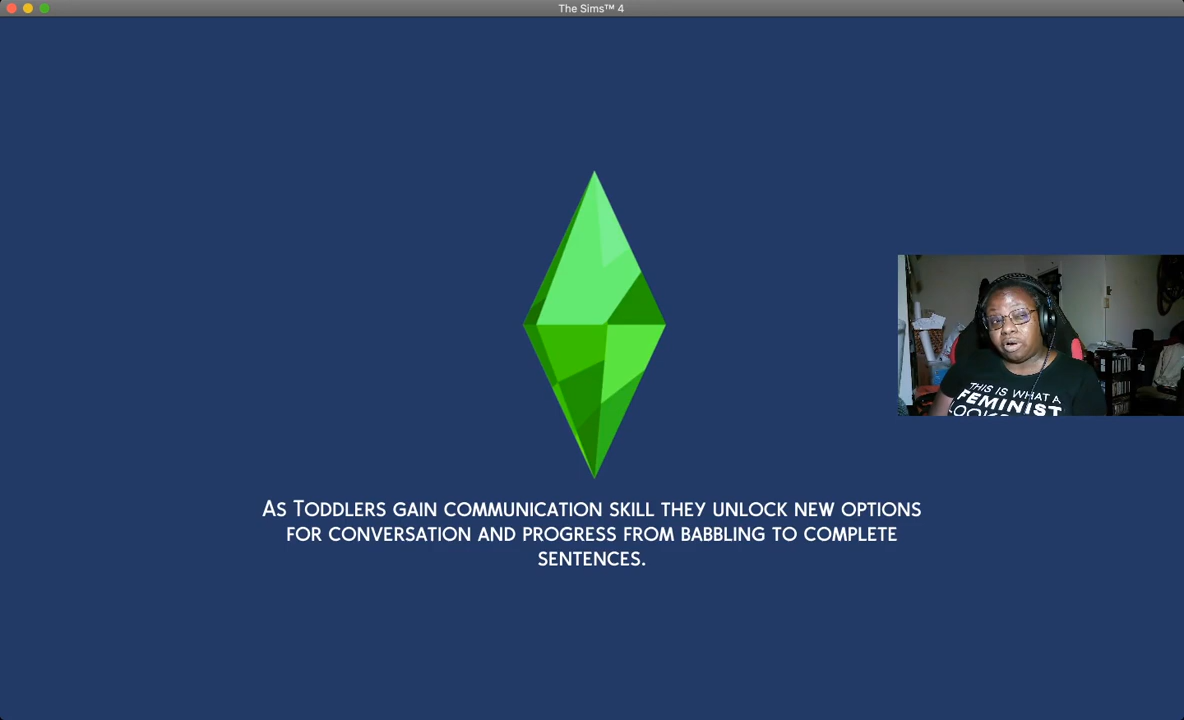 The Sims™ 4
As Toddlers gain communication skill they unlock new options
for conversation and progress from babbling to complete
sentences.
THIS IS WHAT A
FEMINIST
LOOKS